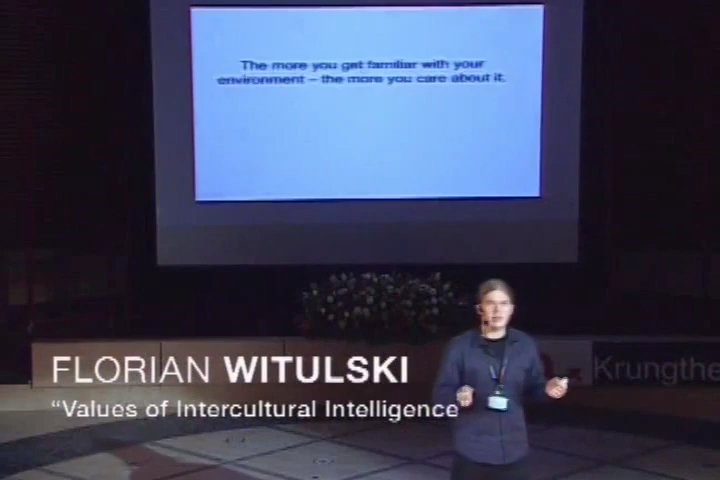 The more you get familiar with your
environment – the more you care about it.
FLORIAN WITULSKI
“Values of Intercultural Intelligence
Krungthe